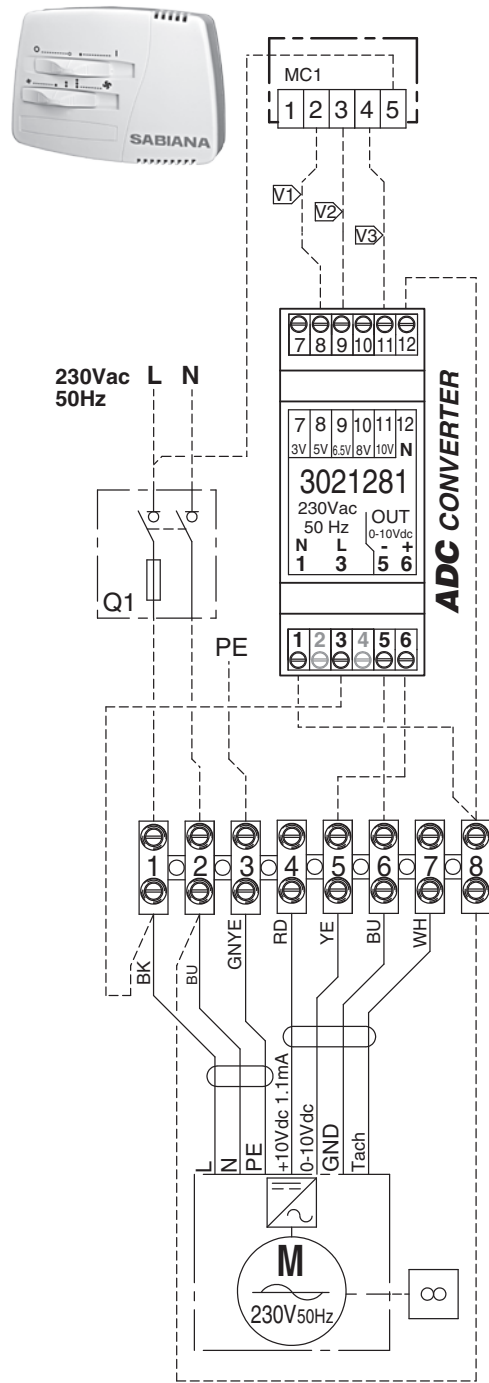 SABIANA
MC1
1 2 3 4 5
V1
V2
V3
7 8 9 10 11 12
230Vac L N
50Hz
7 8 9 10 11 12
3V 5V 6.5V 8V 10V N
3021281
230Vac
50 Hz
OUT
0-10Vdc
N L - +
1 3 5 6
ADC CONVERTER
Q1
1 2 3 4 5 6
PE
1 2 3 4 5 6 7 8
BK BU GNYE RD YE BU WH
L N PE +10Vdc 1.1mA 0-10Vdc GND Tach
M
230V50Hz
8